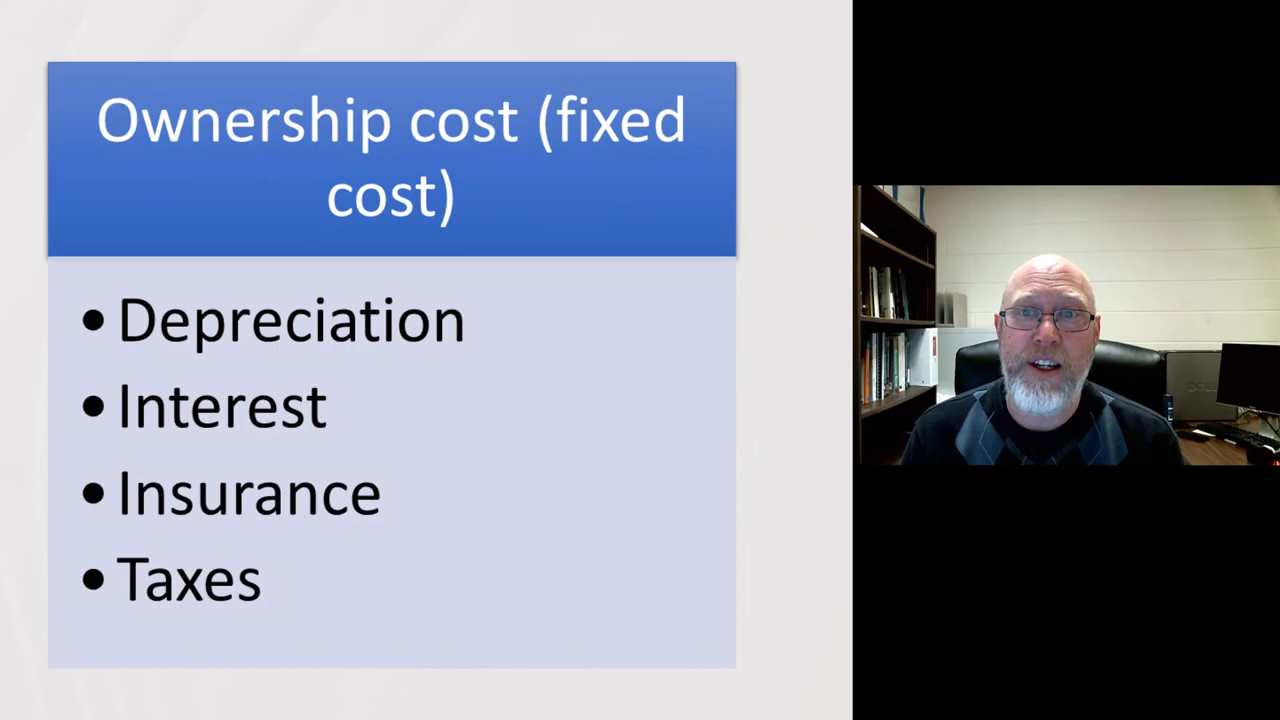 Ownership cost (fixed
cost)
• Depreciation
• Interest
• Insurance
• Taxes